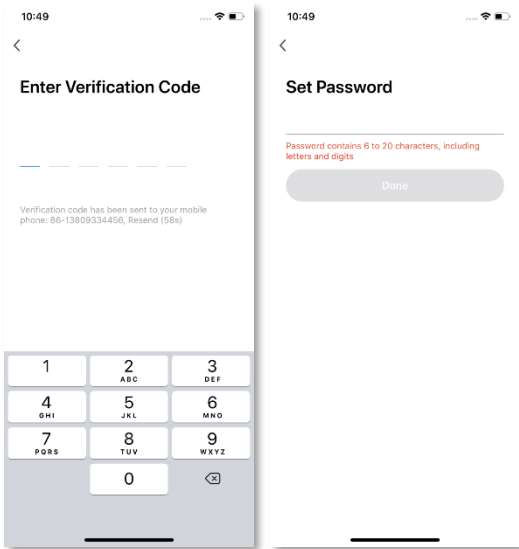 10:49
Enter Verification Code
Verification code has been sent to your mobile
phone: 86-13809334456, Resend (58s)
1
2
ABC
3
DEF
4
GHI
5
JKL
6
MNO
7
PQRS
8
TUV
9
WXYZ
0
10:49
Set Password
Password contains 6 to 20 characters, including
letters and digits
Done